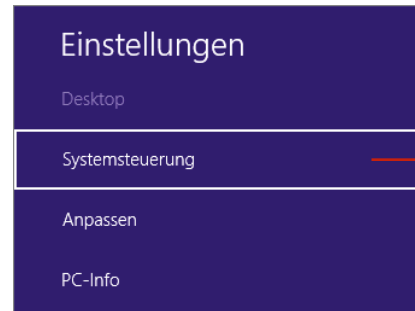 Einstellungen
Desktop
Systemsteuerung
Anpassen
PC-Info